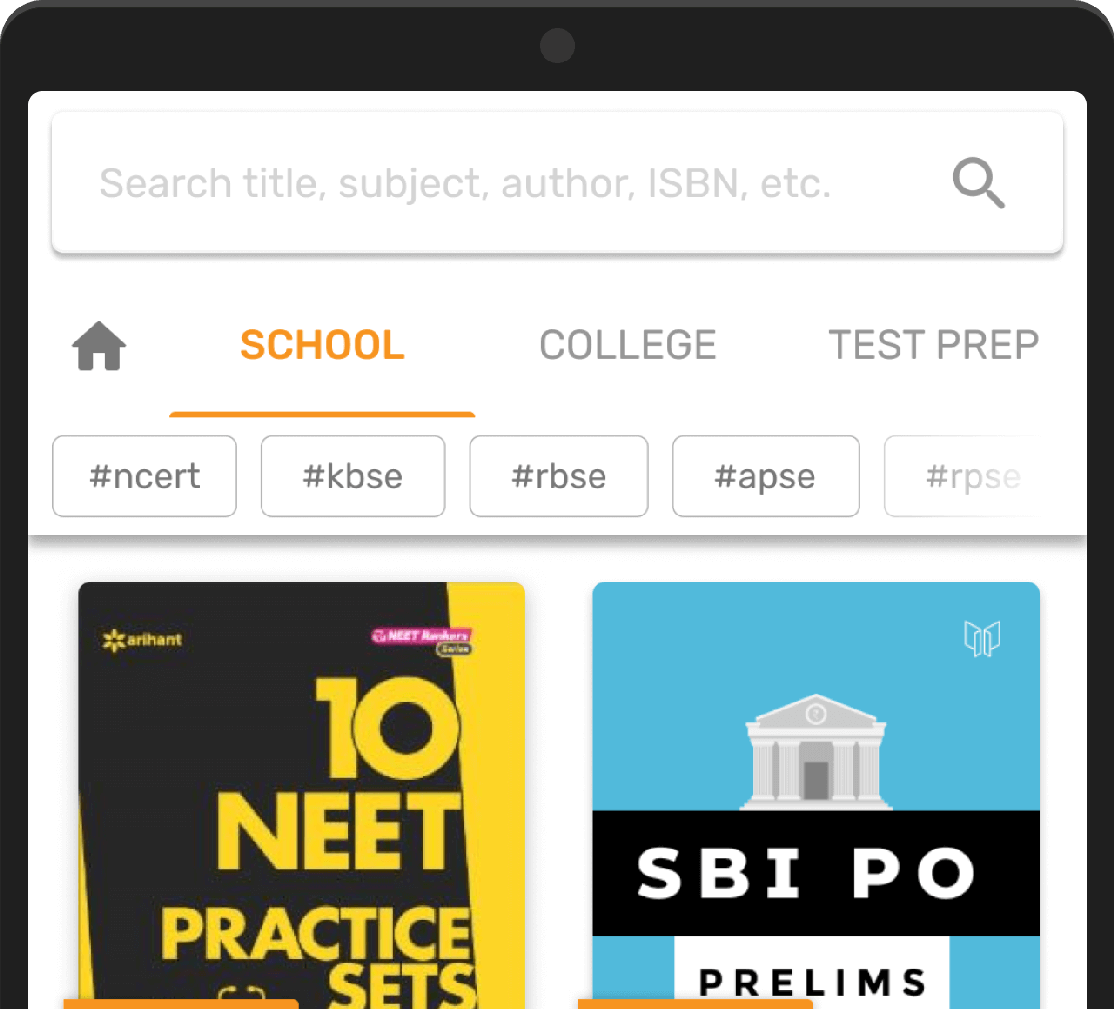 Search title, subject, author, ISBN, etc.
SCHOOL COLLEGE TEST PREP
#ncert #kbse #rbse #apse #rpse
arihant
NEET Rankers
Series
10
NEET
PRACTICE
SETS
SBI PO
PRELIMS